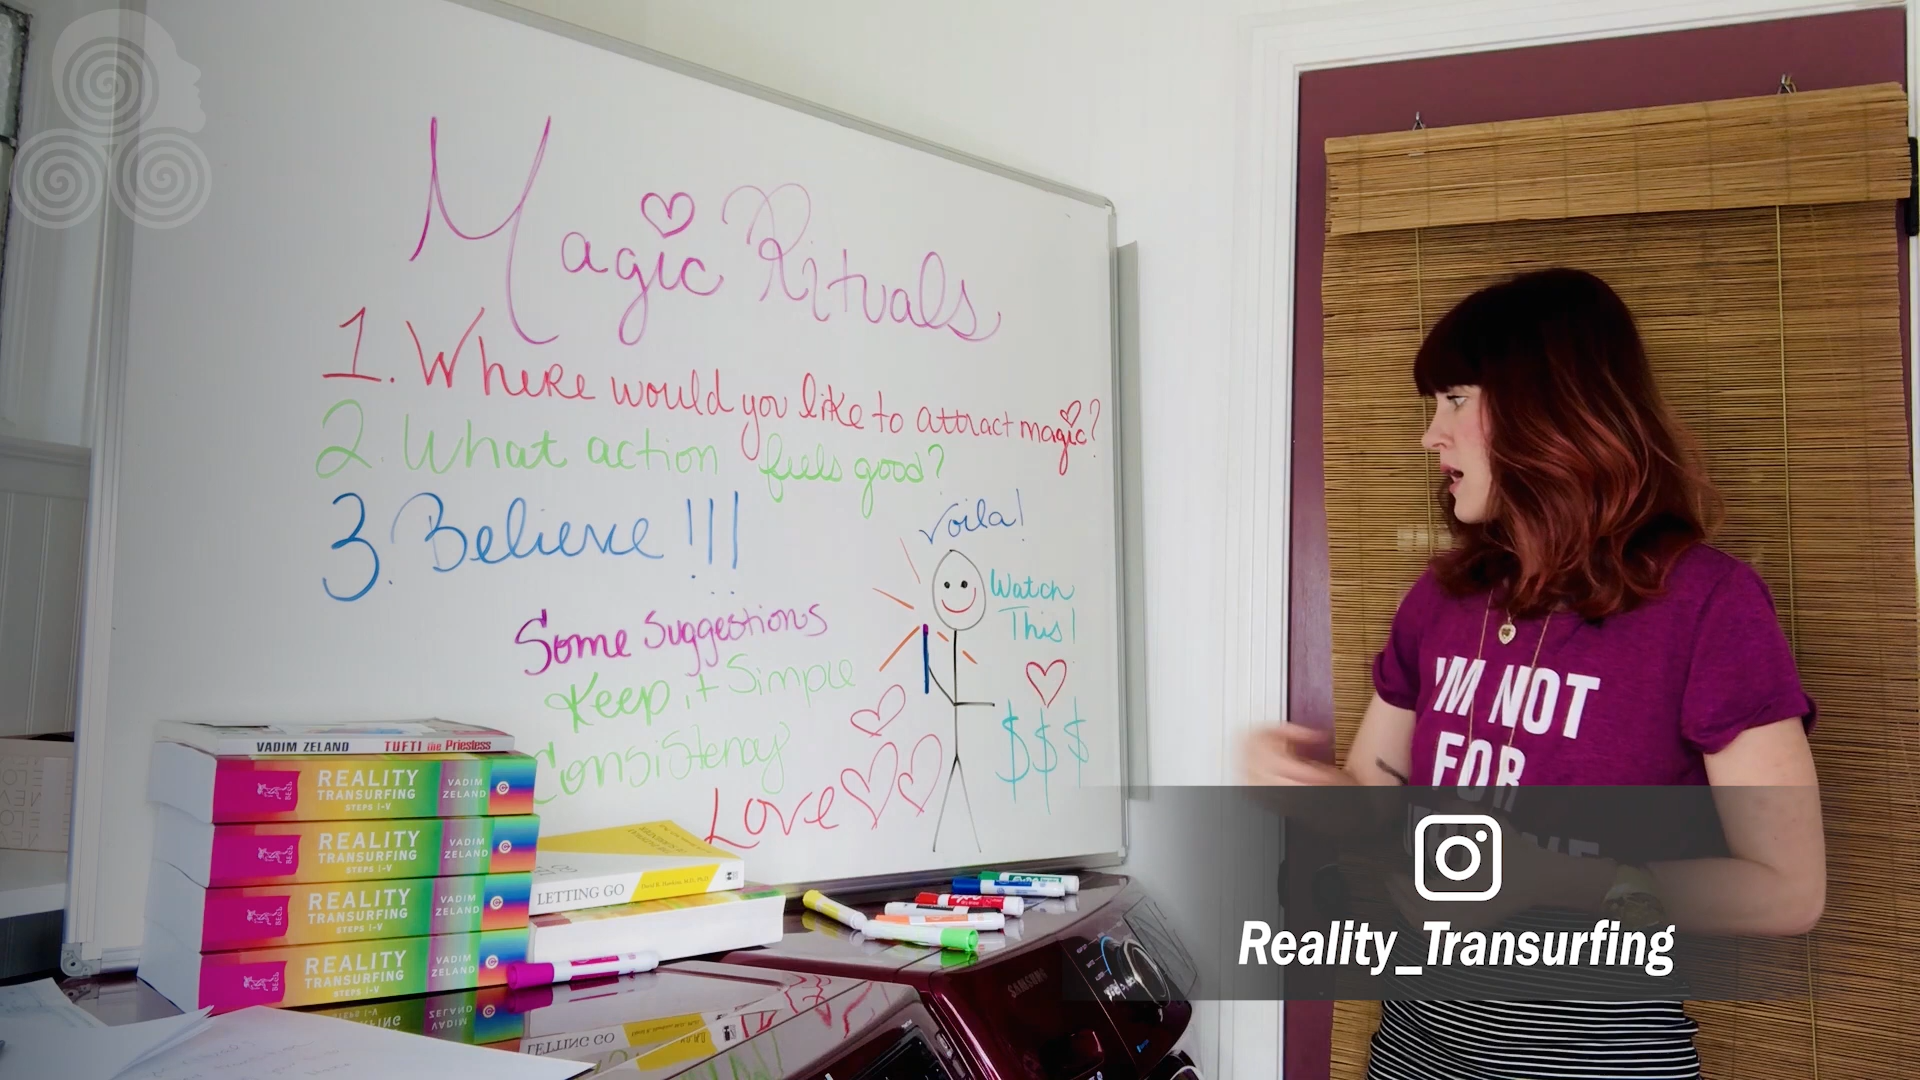 Magic Rituals
1. Where would you like to attract magic?
2. What action feels good?
3. Believe!!!
Voila!
Watch
This!
Some Suggestions
Keep it Simple
Consistency
Love
$$$
VADIM ZELAND TUFTI the Priestess
REALITY
TRANSURFING
STEPS I-V
VADIM
ZELAND
REALITY
TRANSURFING
STEPS I-V
VADIM
ZELAND
REALITY
TRANSURFING
STEPS I-V
VADIM
ZELAND
REALITY
TRANSURFING
STEPS I-V
VADIM
ZELAND
LETTING GO
SAMSUNG
I'M NOT
FOR
Reality_Transurfing